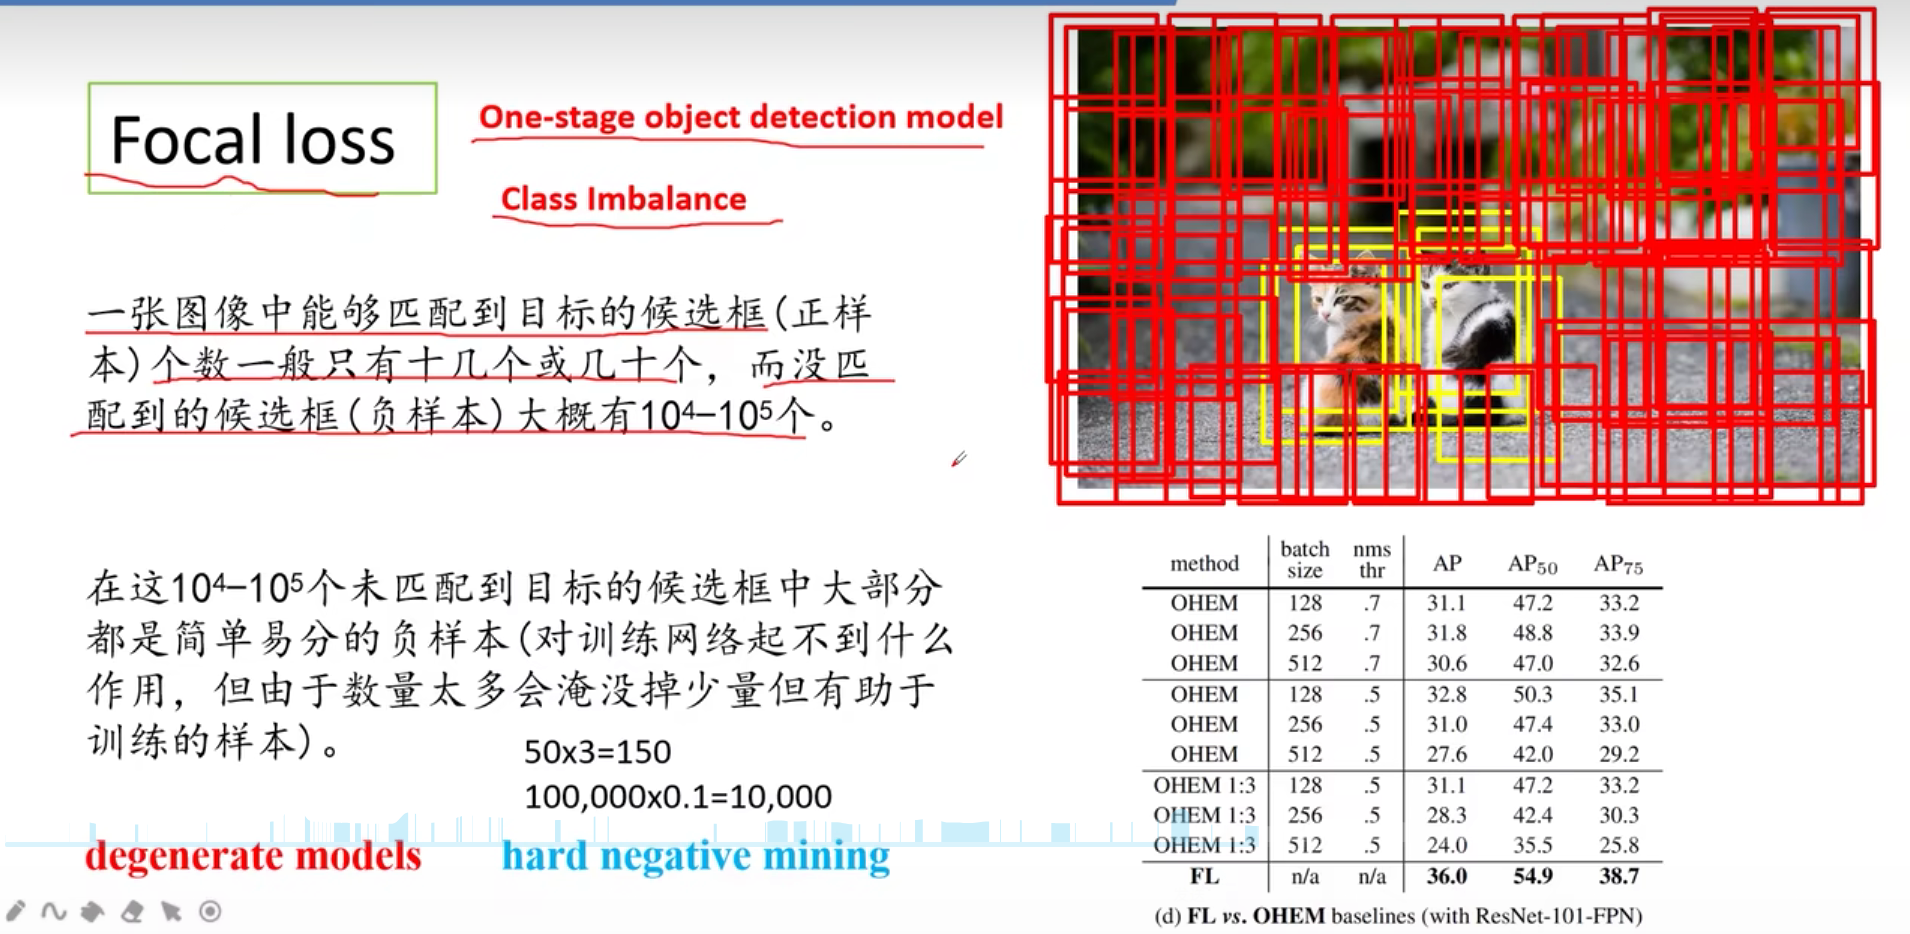 Focal loss
One-stage object detection model
Class Imbalance
一张图像中能够匹配到目标的候选框(正样
本)个数一般只有十几个或几十个，而没匹
配到的候选框(负样本)大概有10⁴–10⁵个。
在这10⁴–10⁵个未匹配到目标的候选框中大部分
都是简单易分的负样本(对训练网络起不到什么
作用，但由于数量太多会淹没掉少量但有助于
训练的样本)。
50x3=150
100,000x0.1=10,000
degenerate models
hard negative mining
method batch size nms thr AP AP₅₀ AP₇₅
OHEM 128 .7 31.1 47.2 33.2
OHEM 256 .7 31.8 48.8 33.9
OHEM 512 .7 30.6 47.0 32.6
OHEM 128 .5 32.8 50.3 35.1
OHEM 256 .5 31.0 47.4 33.0
OHEM 512 .5 27.6 42.0 29.2
OHEM 1:3 128 .5 31.1 47.2 33.2
OHEM 1:3 256 .5 28.3 42.4 30.3
OHEM 1:3 512 .5 24.0 35.5 25.8
FL n/a n/a 36.0 54.9 38.7
(d) FL vs. OHEM baselines (with ResNet-101-FPN)